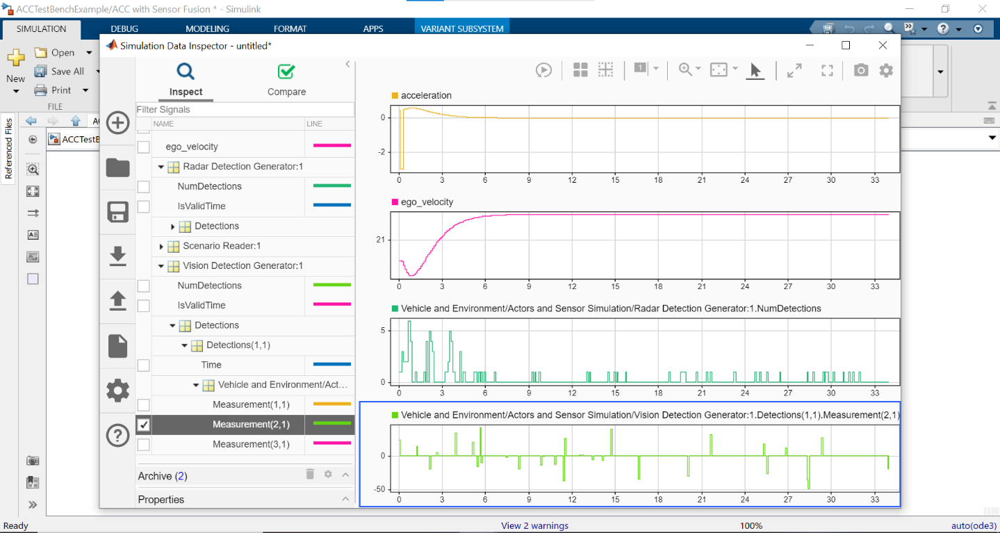 ACCTestBenchExample/ACC with Sensor Fusion * - Simulink
SIMULATION DEBUG MODELING FORMAT APPS VARIANT SUBSYSTEM
New
Open
Save All
Print
FILE
Referenced Files
AC
ACCTestB
Simulation Data Inspector - untitled*
Inspect Compare
1
Filter Signals
NAME LINE
ego_velocity
Radar Detection Generator:1
NumDetections
IsValidTime
Detections
Scenario Reader:1
Vision Detection Generator:1
NumDetections
IsValidTime
Detections
Detections(1,1)
Time
Vehicle and Environment/Act...
Measurement(1,1)
Measurement(2,1)
Measurement(3,1)
Archive (2)
Properties
acceleration
0
-2
0 3 6 9 12 15 18 21 24 27 30 33
ego_velocity
21
0 3 6 9 12 15 18 21 24 27 30 33
Vehicle and Environment/Actors and Sensor Simulation/Radar Detection Generator:1.NumDetections
5
0
0 3 6 9 12 15 18 21 24 27 30 33
Vehicle and Environment/Actors and Sensor Simulation/Vision Detection Generator:1.Detections(1,1).Measurement(2,1)
0
-50
0 3 6 9 12 15 18 21 24 27 30 33
Ready View 2 warnings 100% auto(ode3)